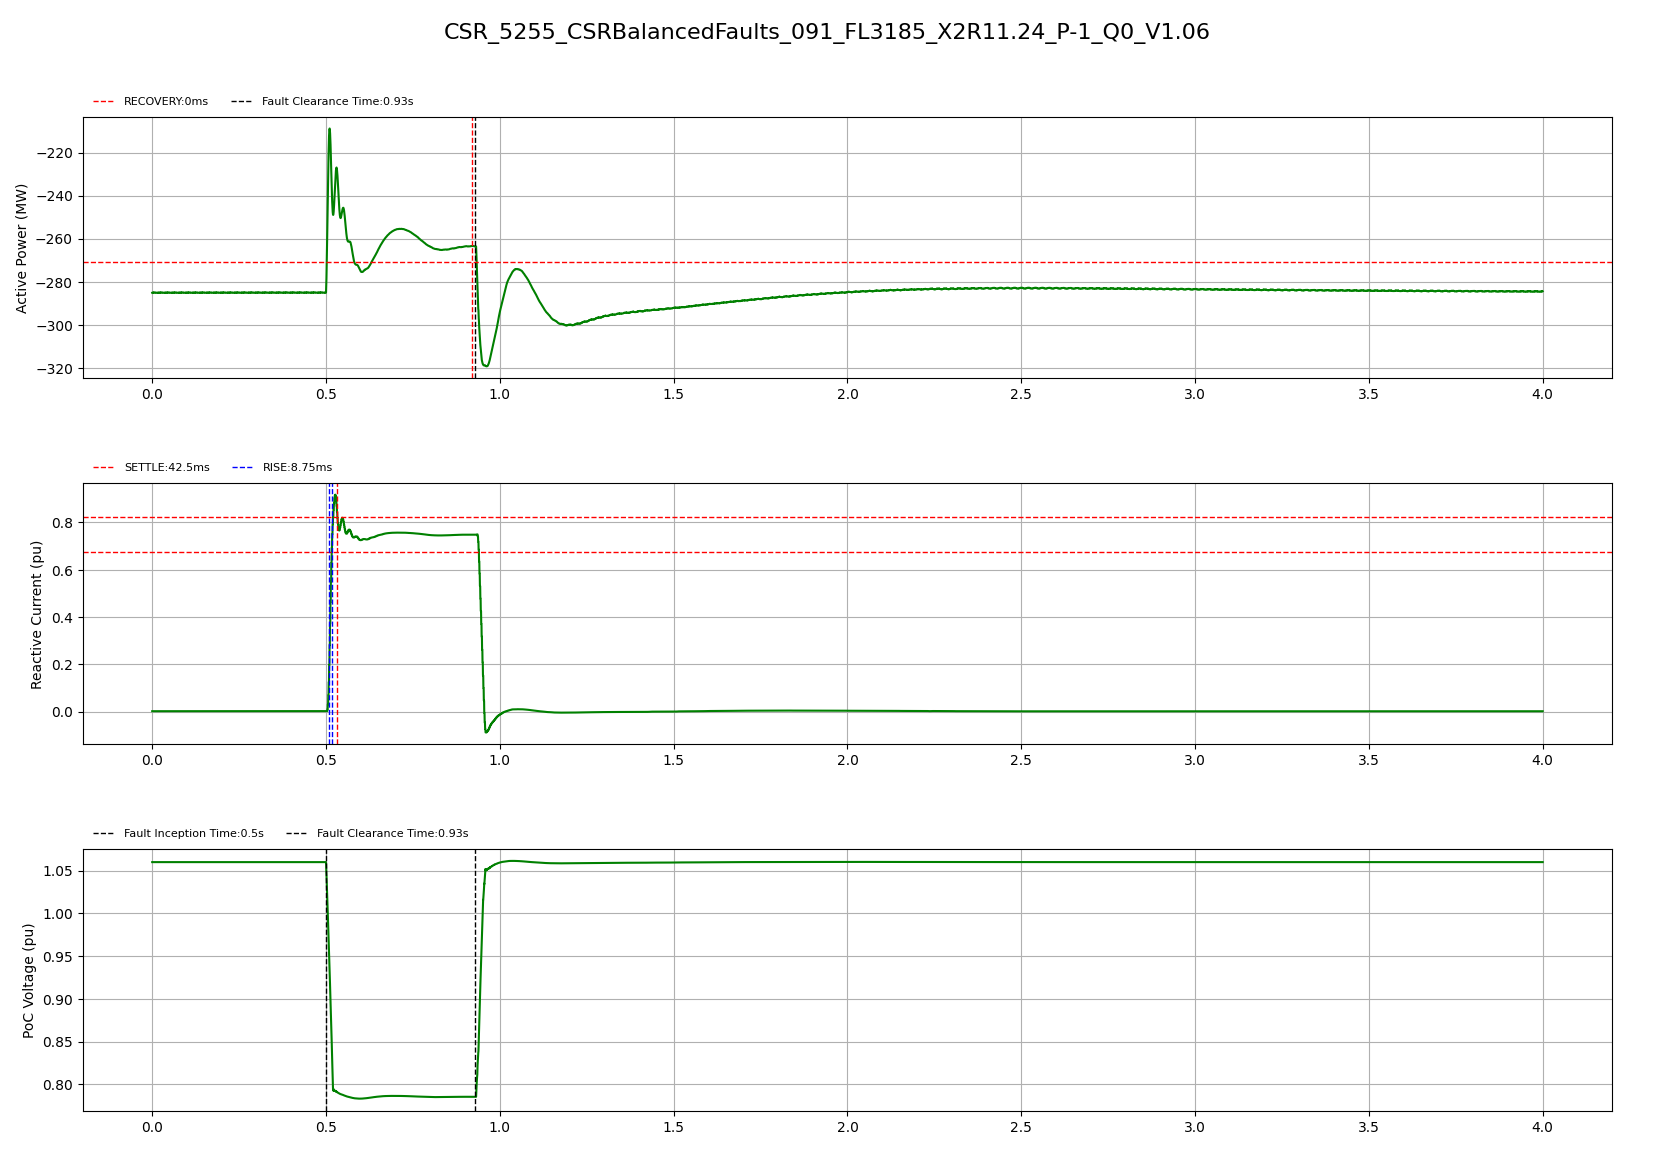 CSR_5255_CSRBalancedFaults_091_FL3185_X2R11.24_P-1_Q0_V1.06
RECOVERY:0ms Fault Clearance Time:0.93s
Active Power (MW)
−220
−240
−260
−280
−300
−320
0.0 0.5 1.0 1.5 2.0 2.5 3.0 3.5 4.0
SETTLE:42.5ms RISE:8.75ms
Reactive Current (pu)
0.8
0.6
0.4
0.2
0.0
0.0 0.5 1.0 1.5 2.0 2.5 3.0 3.5 4.0
Fault Inception Time:0.5s Fault Clearance Time:0.93s
PoC Voltage (pu)
1.05
1.00
0.95
0.90
0.85
0.80
0.0 0.5 1.0 1.5 2.0 2.5 3.0 3.5 4.0